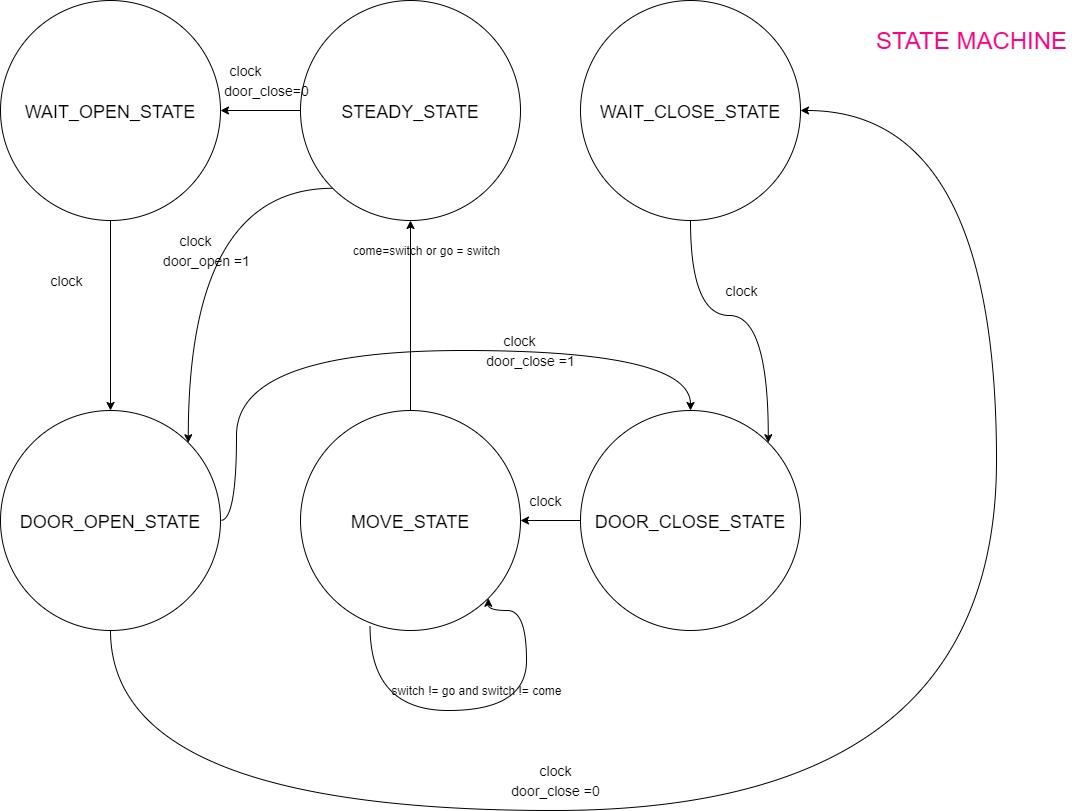 STATE MACHINE
clock
door_close=0
WAIT_OPEN_STATE
STEADY_STATE
WAIT_CLOSE_STATE
clock
door_open =1
come=switch or go = switch
clock
clock
clock
door_close =1
clock
DOOR_OPEN_STATE
MOVE_STATE
DOOR_CLOSE_STATE
switch != go and switch != come
clock
door_close =0